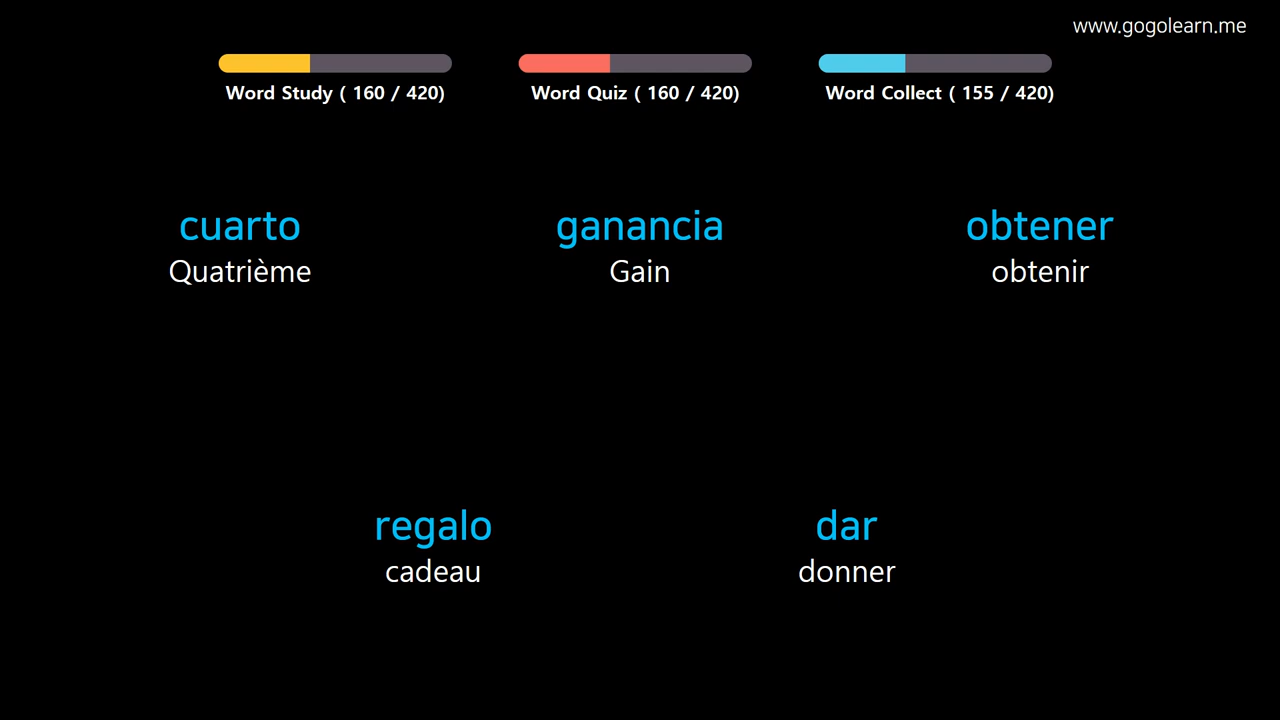 www.gogolearn.me
Word Study ( 160 / 420)
Word Quiz ( 160 / 420)
Word Collect ( 155 / 420)
cuarto
Quatrième
ganancia
Gain
obtener
obtenir
regalo
cadeau
dar
donner